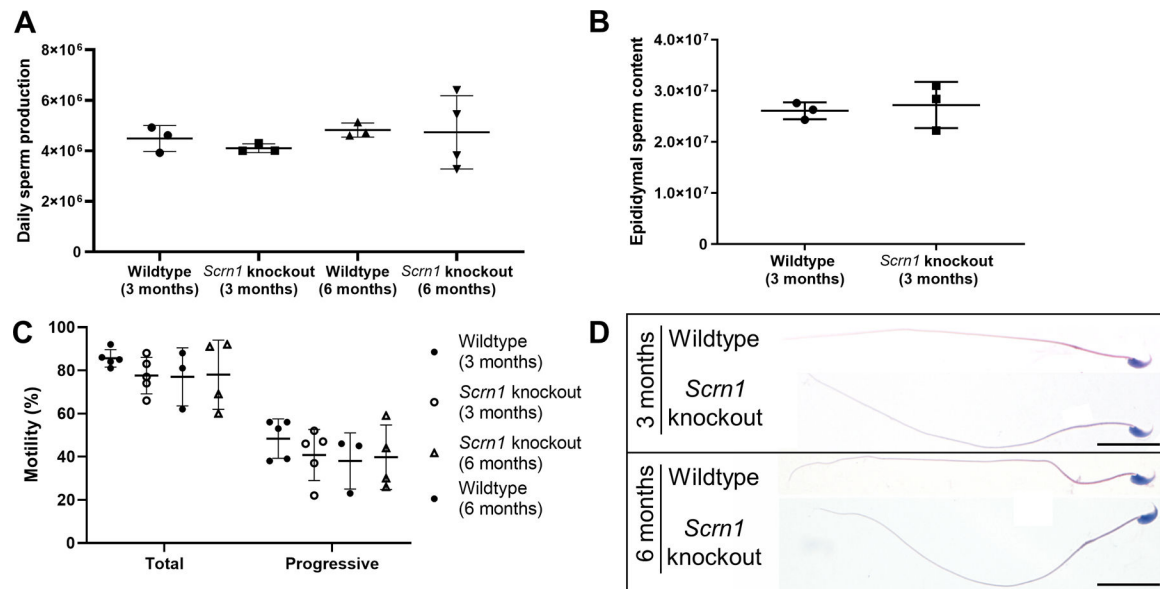 A
Daily sperm production
8×10⁶
6×10⁶
4×10⁶
2×10⁶
0
Wildtype
(3 months)
Scrn1 knockout
(3 months)
Wildtype
(6 months)
Scrn1 knockout
(6 months)
B
Epididymal sperm content
4.0×10⁷
3.0×10⁷
2.0×10⁷
1.0×10⁷
0
Wildtype
(3 months)
Scrn1 knockout
(3 months)
C
Motility (%)
100
80
60
40
20
0
Total
Progressive
Wildtype
(3 months)
Scrn1 knockout
(3 months)
Scrn1 knockout
(6 months)
Wildtype
(6 months)
D
3 months
Wildtype
Scrn1
knockout
6 months
Wildtype
Scrn1
knockout